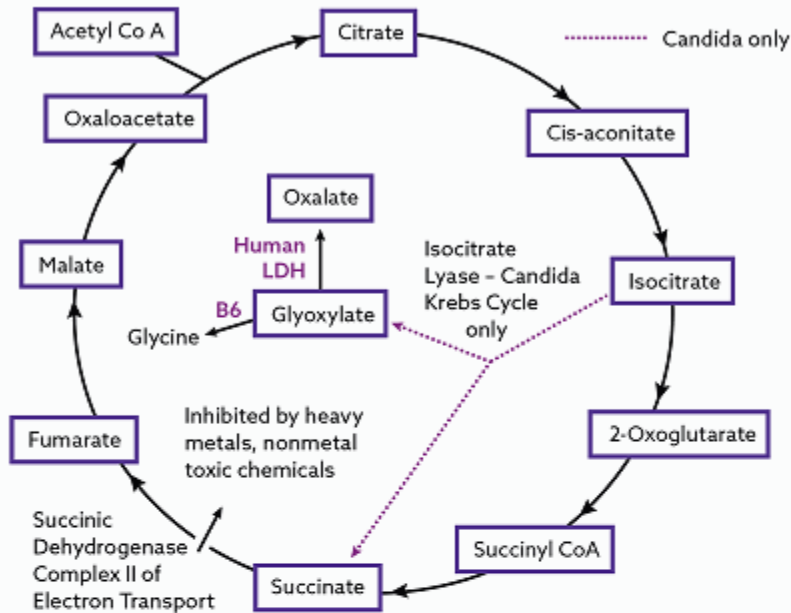 Acetyl Co A
Citrate
Candida only
Oxaloacetate
Cis-aconitate
Oxalate
Human
LDH
Isocitrate
Lyase – Candida
Krebs Cycle
only
Malate
Isocitrate
B6
Glyoxylate
Glycine
Inhibited by heavy
metals, nonmetal
toxic chemicals
Fumarate
2-Oxoglutarate
Succinic
Dehydrogenase
Complex II of
Electron Transport
Succinyl CoA
Succinate